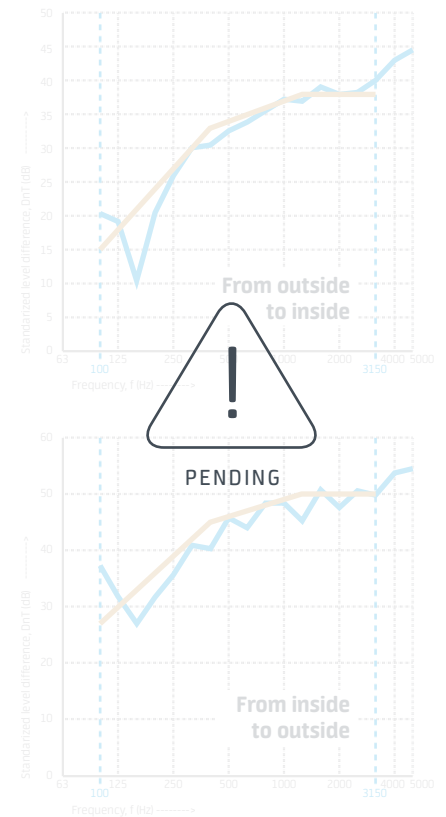 50
45
40
35
30
25
20
15
10
5
0
Standarized level difference, DnT (dB)
From outside
to inside
63 125 250 500 1000 2000 4000 5000
100 3150
Frequency, f (Hz)
!
PENDING
60
50
40
30
20
10
0
Standarized level difference, DnT (dB)
From inside
to outside
125 250 500 1000 2000 4000 5000
100 3150
Frequency, f (Hz)